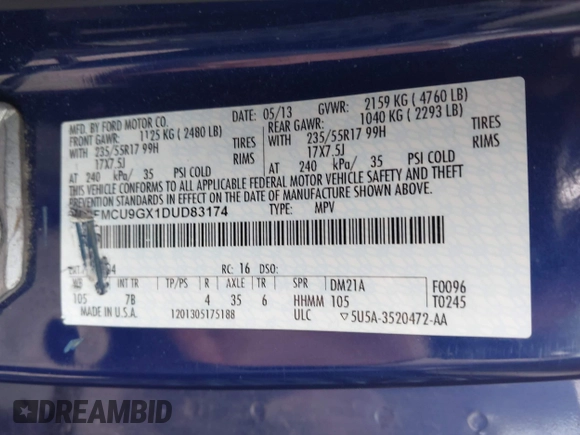 MFD. BY FORD MOTOR CO.
DATE: 05/13 GVWR: 2159 KG ( 4760 LB)
FRONT GAWR: 1125 KG ( 2480 LB)
REAR GAWR: 1040 KG ( 2293 LB)
WITH 235/55R17 99H TIRES
WITH 235/55R17 99H TIRES
17X7.5J RIMS
17X7.5J RIMS
AT 240 kPa/ 35 PSI COLD
AT 240 kPa/ 35 PSI COLD
THIS VEHICLE CONFORMS TO ALL APPLICABLE FEDERAL MOTOR VEHICLE SAFETY AND THEFT
PREVENTION STANDARDS IN EFFECT ON THE DATE OF MANUFACTURE SHOWN ABOVE.
FMCU9GX1DUD83174 TYPE: MPV
RC: 16 DSO:
TP/PS R AXLE TR SPR DM21A F0096
105 7B 4 35 6 HHMM 105 T0245
MADE IN U.S.A. 1201305175188 ULC ▽5U5A-3520472-AA
DREAMBID